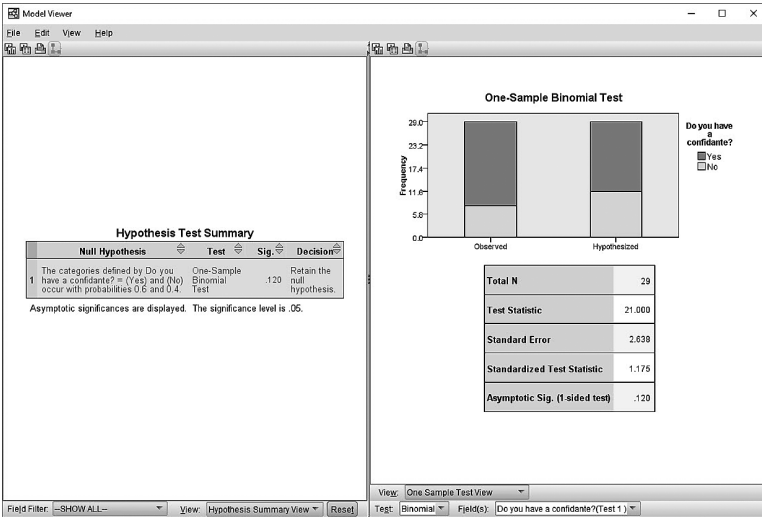 Model Viewer
File Edit View Help
Hypothesis Test Summary
Null Hypothesis Test Sig. Decision
1 The categories defined by Do you have a confidante? = (Yes) and (No) occur with probabilities 0.6 and 0.4. One-Sample Binomial Test .120 Retain the null hypothesis.
Asymptotic significances are displayed. The significance level is .05.
Field Filter: --SHOW ALL-- View: Hypothesis Summary View Reset
One-Sample Binomial Test
29.0
23.2
17.4
11.6
5.8
0.0
Frequency
Observed Hypothesized
Do you have
a
confidante?
Yes
No
Total N 29
Test Statistic 21.000
Standard Error 2.638
Standardized Test Statistic 1.175
Asymptotic Sig. (1-sided test) .120
View: One Sample Test View
Test: Binomial Field(s): Do you have a confidante?(Test 1)